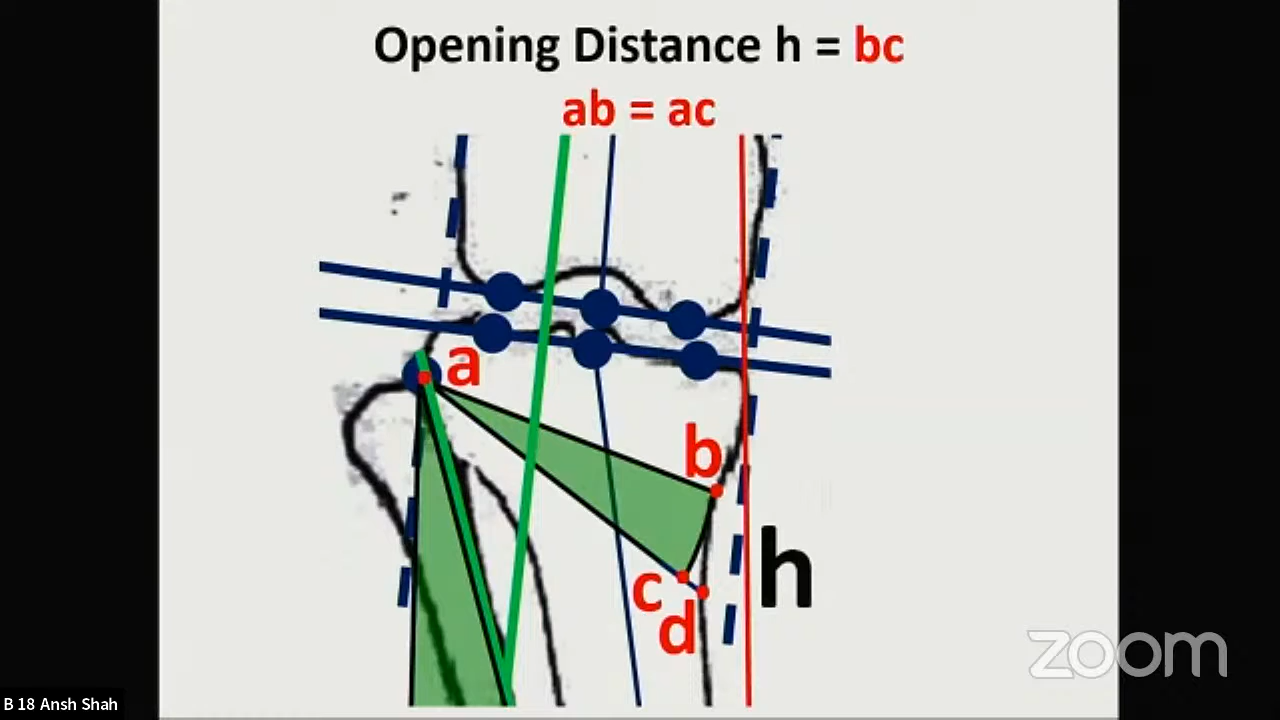 Opening Distance h = bc
ab = ac
a
b
h
c
d
zoom
B 18 Ansh Shah